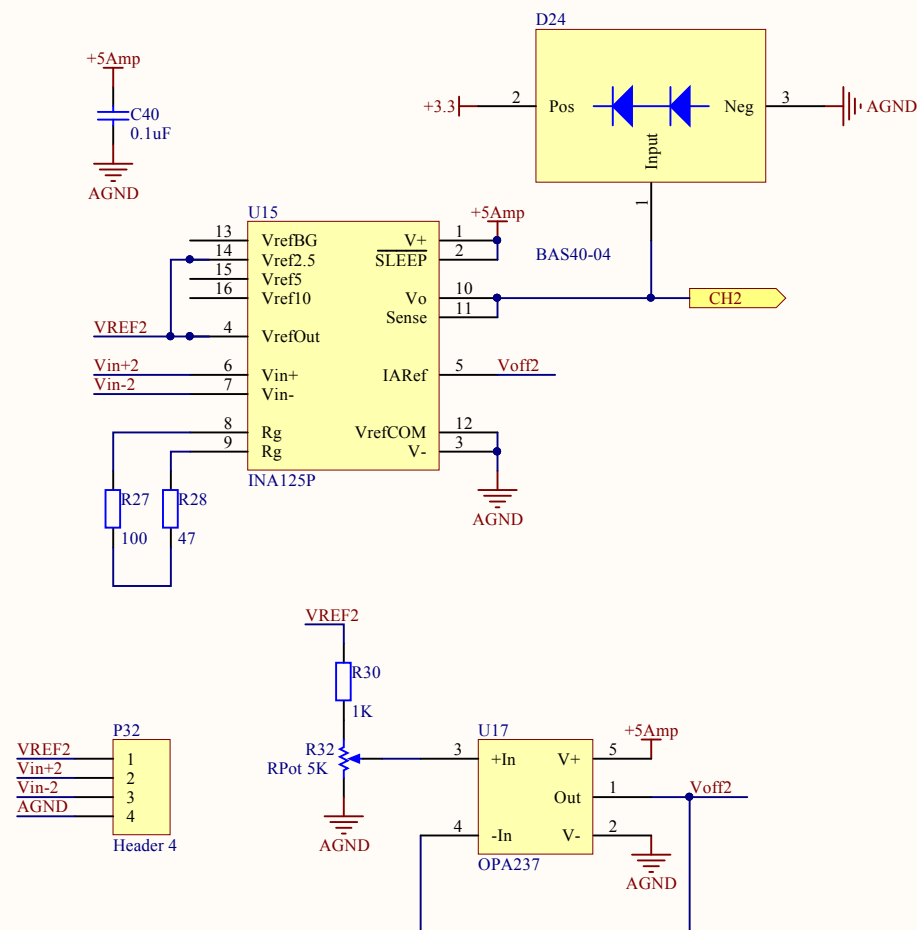 D24
+5Amp
C40
0.1uF
AGND
+3.3
2
Pos
Neg
3
AGND
Input
1
BAS40-04
U15
+5Amp
13
VrefBG
V+
1
14
Vref2.5
SLEEP
2
15
Vref5
16
Vref10
Vo
10
CH2
Sense
11
VREF2
4
VrefOut
Vin+2
6
Vin+
IARef
5
Voff2
Vin-2
7
Vin-
8
Rg
VrefCOM
12
9
Rg
V-
3
INA125P
AGND
R27
100
R28
47
VREF2
R30
1K
R32
RPot 5K
AGND
P32
VREF2
1
Vin+2
2
Vin-2
3
AGND
4
Header 4
U17
+5Amp
3
+In
V+
5
Out
1
Voff2
4
-In
V-
2
OPA237
AGND